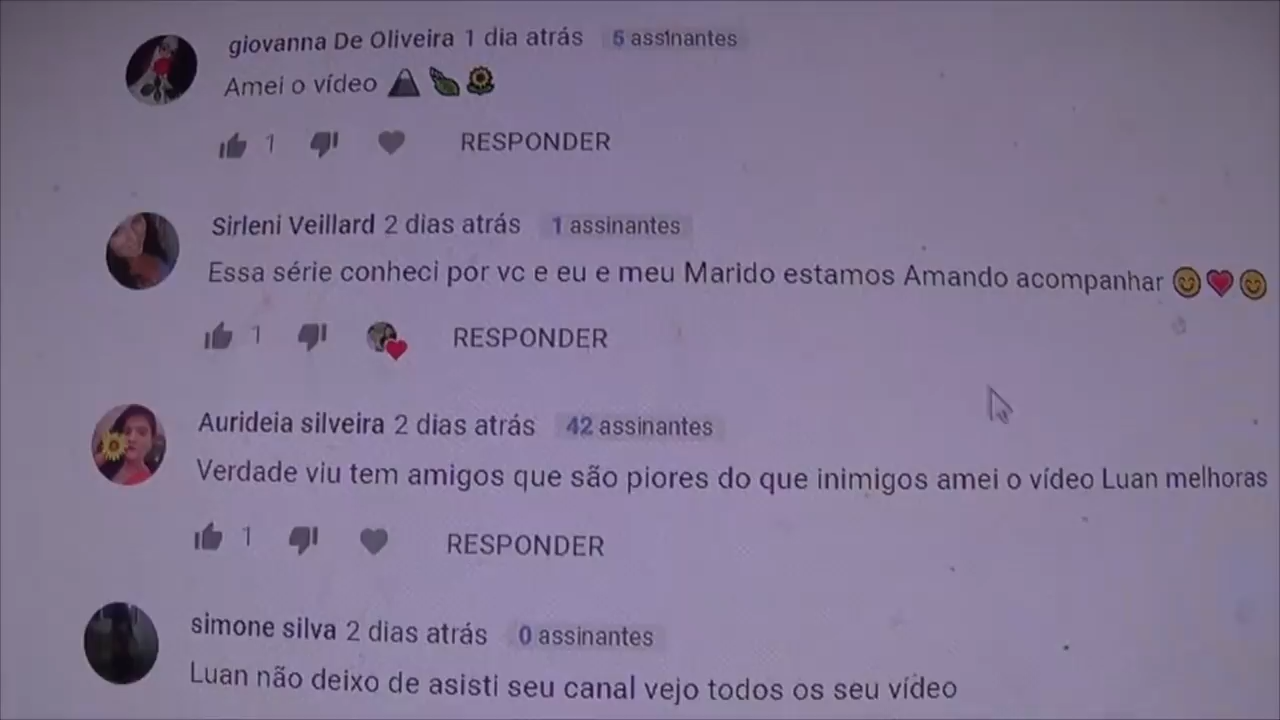 giovanna De Oliveira 1 dia atrás 5 assinantes
Amei o vídeo
1 RESPONDER
Sirleni Veillard 2 dias atrás 1 assinantes
Essa série conheci por vc e eu e meu Marido estamos Amando acompanhar
1 RESPONDER
Aurideia silveira 2 dias atrás 42 assinantes
Verdade viu tem amigos que são piores do que inimigos amei o vídeo Luan melhoras
1 RESPONDER
simone silva 2 dias atrás 0 assinantes
Luan não deixo de asisti seu canal vejo todos os seu vídeo